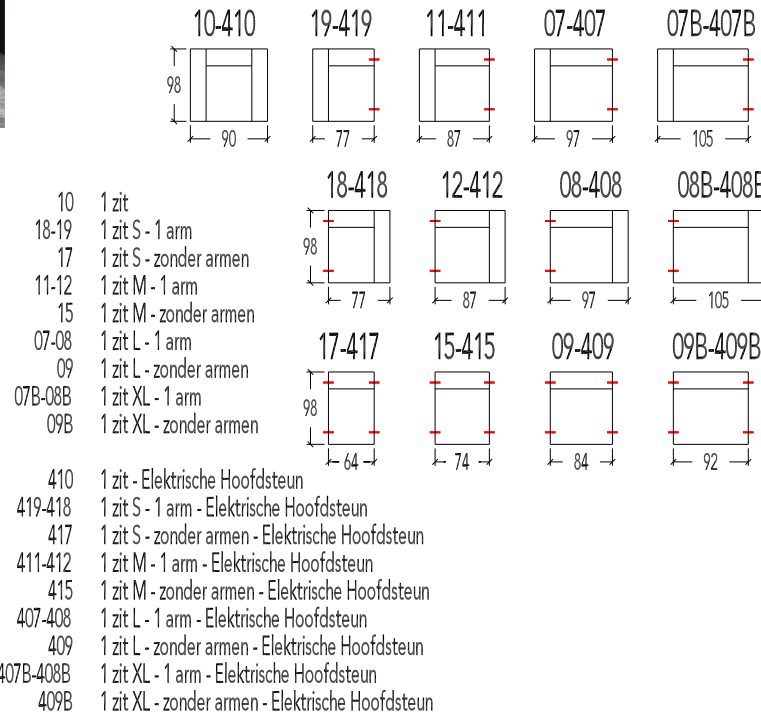 10-410 19-419 11-411 07-407 07B-407B
98
90 77 87 97 105
18-418 12-412 08-408 08B-408B
98
77 87 97 105
17-417 15-415 09-409 09B-409B
98
64 74 84 92
10 1 zit
18-19 1 zit S - 1 arm
17 1 zit S - zonder armen
11-12 1 zit M - 1 arm
15 1 zit M - zonder armen
07-08 1 zit L - 1 arm
09 1 zit L - zonder armen
07B-08B 1 zit XL - 1 arm
09B 1 zit XL - zonder armen
410 1 zit - Elektrische Hoofdsteun
419-418 1 zit S - 1 arm - Elektrische Hoofdsteun
417 1 zit S - zonder armen - Elektrische Hoofdsteun
411-412 1 zit M - 1 arm - Elektrische Hoofdsteun
415 1 zit M - zonder armen - Elektrische Hoofdsteun
407-408 1 zit L - 1 arm - Elektrische Hoofdsteun
409 1 zit L - zonder armen - Elektrische Hoofdsteun
407B-408B 1 zit XL - 1 arm - Elektrische Hoofdsteun
409B 1 zit XL - zonder armen - Elektrische Hoofdsteun